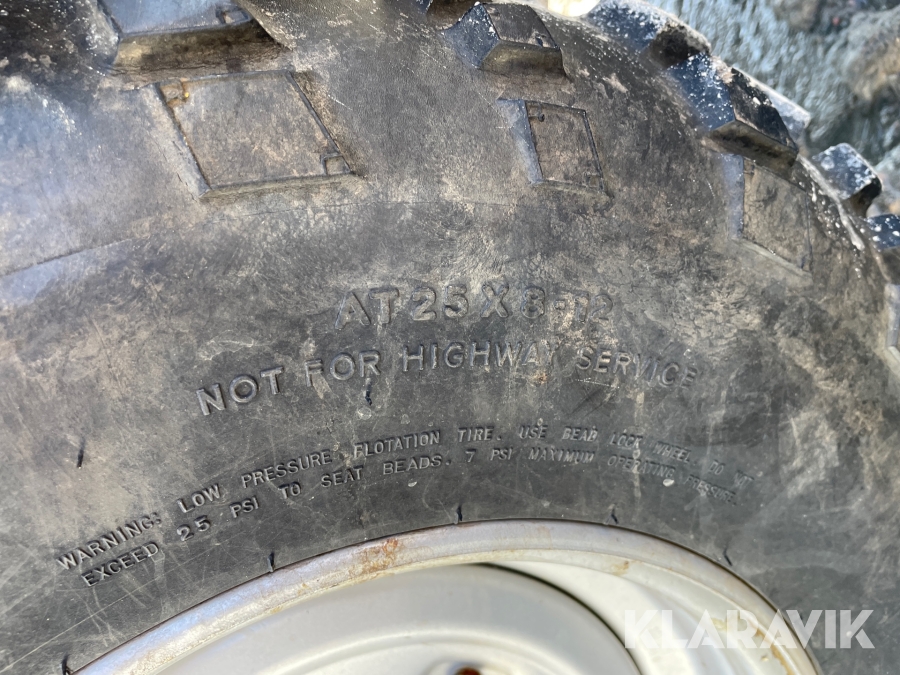 AT25X8-12
NOT FOR HIGHWAY SERVICE
WARNING: LOW PRESSURE FLOTATION TIRE. USE BEAD LOCK WHEEL. DO NOT
EXCEED 25 PSI TO SEAT BEADS. 7 PSI MAXIMUM OPERATING PRESSURE
KLARAVIK